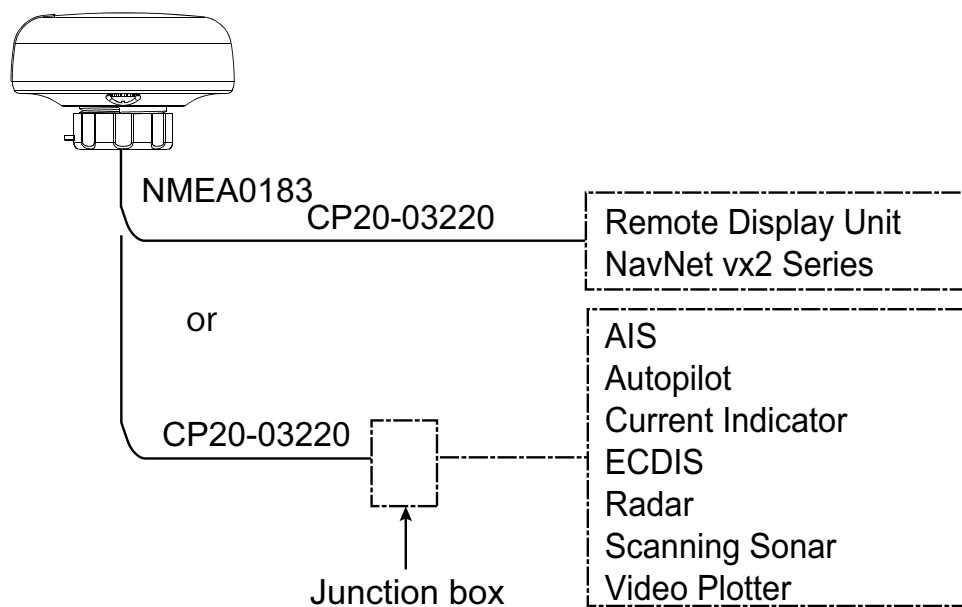 NMEA0183
CP20-03220
Remote Display Unit
NavNet vx2 Series
or
CP20-03220
AIS
Autopilot
Current Indicator
ECDIS
Radar
Scanning Sonar
Video Plotter
Junction box